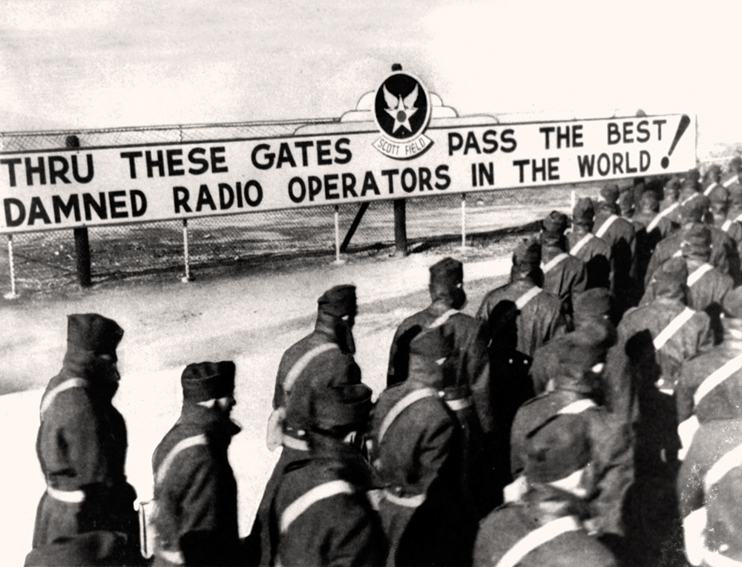 THRU THESE GATES PASS THE BEST
DAMNED RADIO OPERATORS IN THE WORLD!
SCOTT FIELD